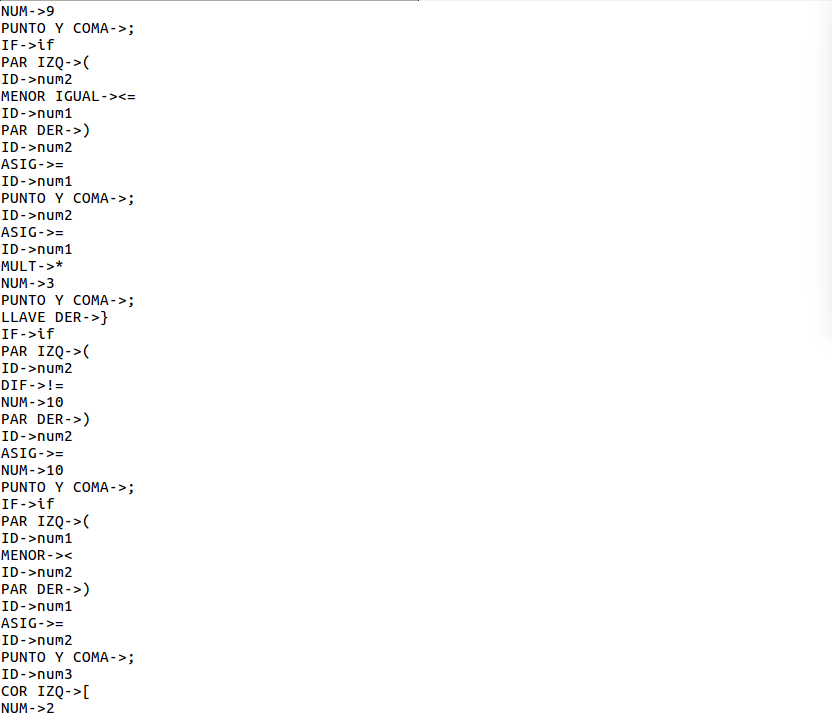 NUM->9
PUNTO Y COMA->;
IF->if
PAR IZQ->(
ID->num2
MENOR IGUAL-><=
ID->num1
PAR DER->)
ID->num2
ASIG->=
ID->num1
PUNTO Y COMA->;
ID->num2
ASIG->=
ID->num1
MULT->*
NUM->3
PUNTO Y COMA->;
LLAVE DER->}
IF->if
PAR IZQ->(
ID->num2
DIF->!=
NUM->10
PAR DER->)
ID->num2
ASIG->=
NUM->10
PUNTO Y COMA->;
IF->if
PAR IZQ->(
ID->num1
MENOR-><
ID->num2
PAR DER->)
ID->num1
ASIG->=
ID->num2
PUNTO Y COMA->;
ID->num3
COR IZQ->[
NUM->2